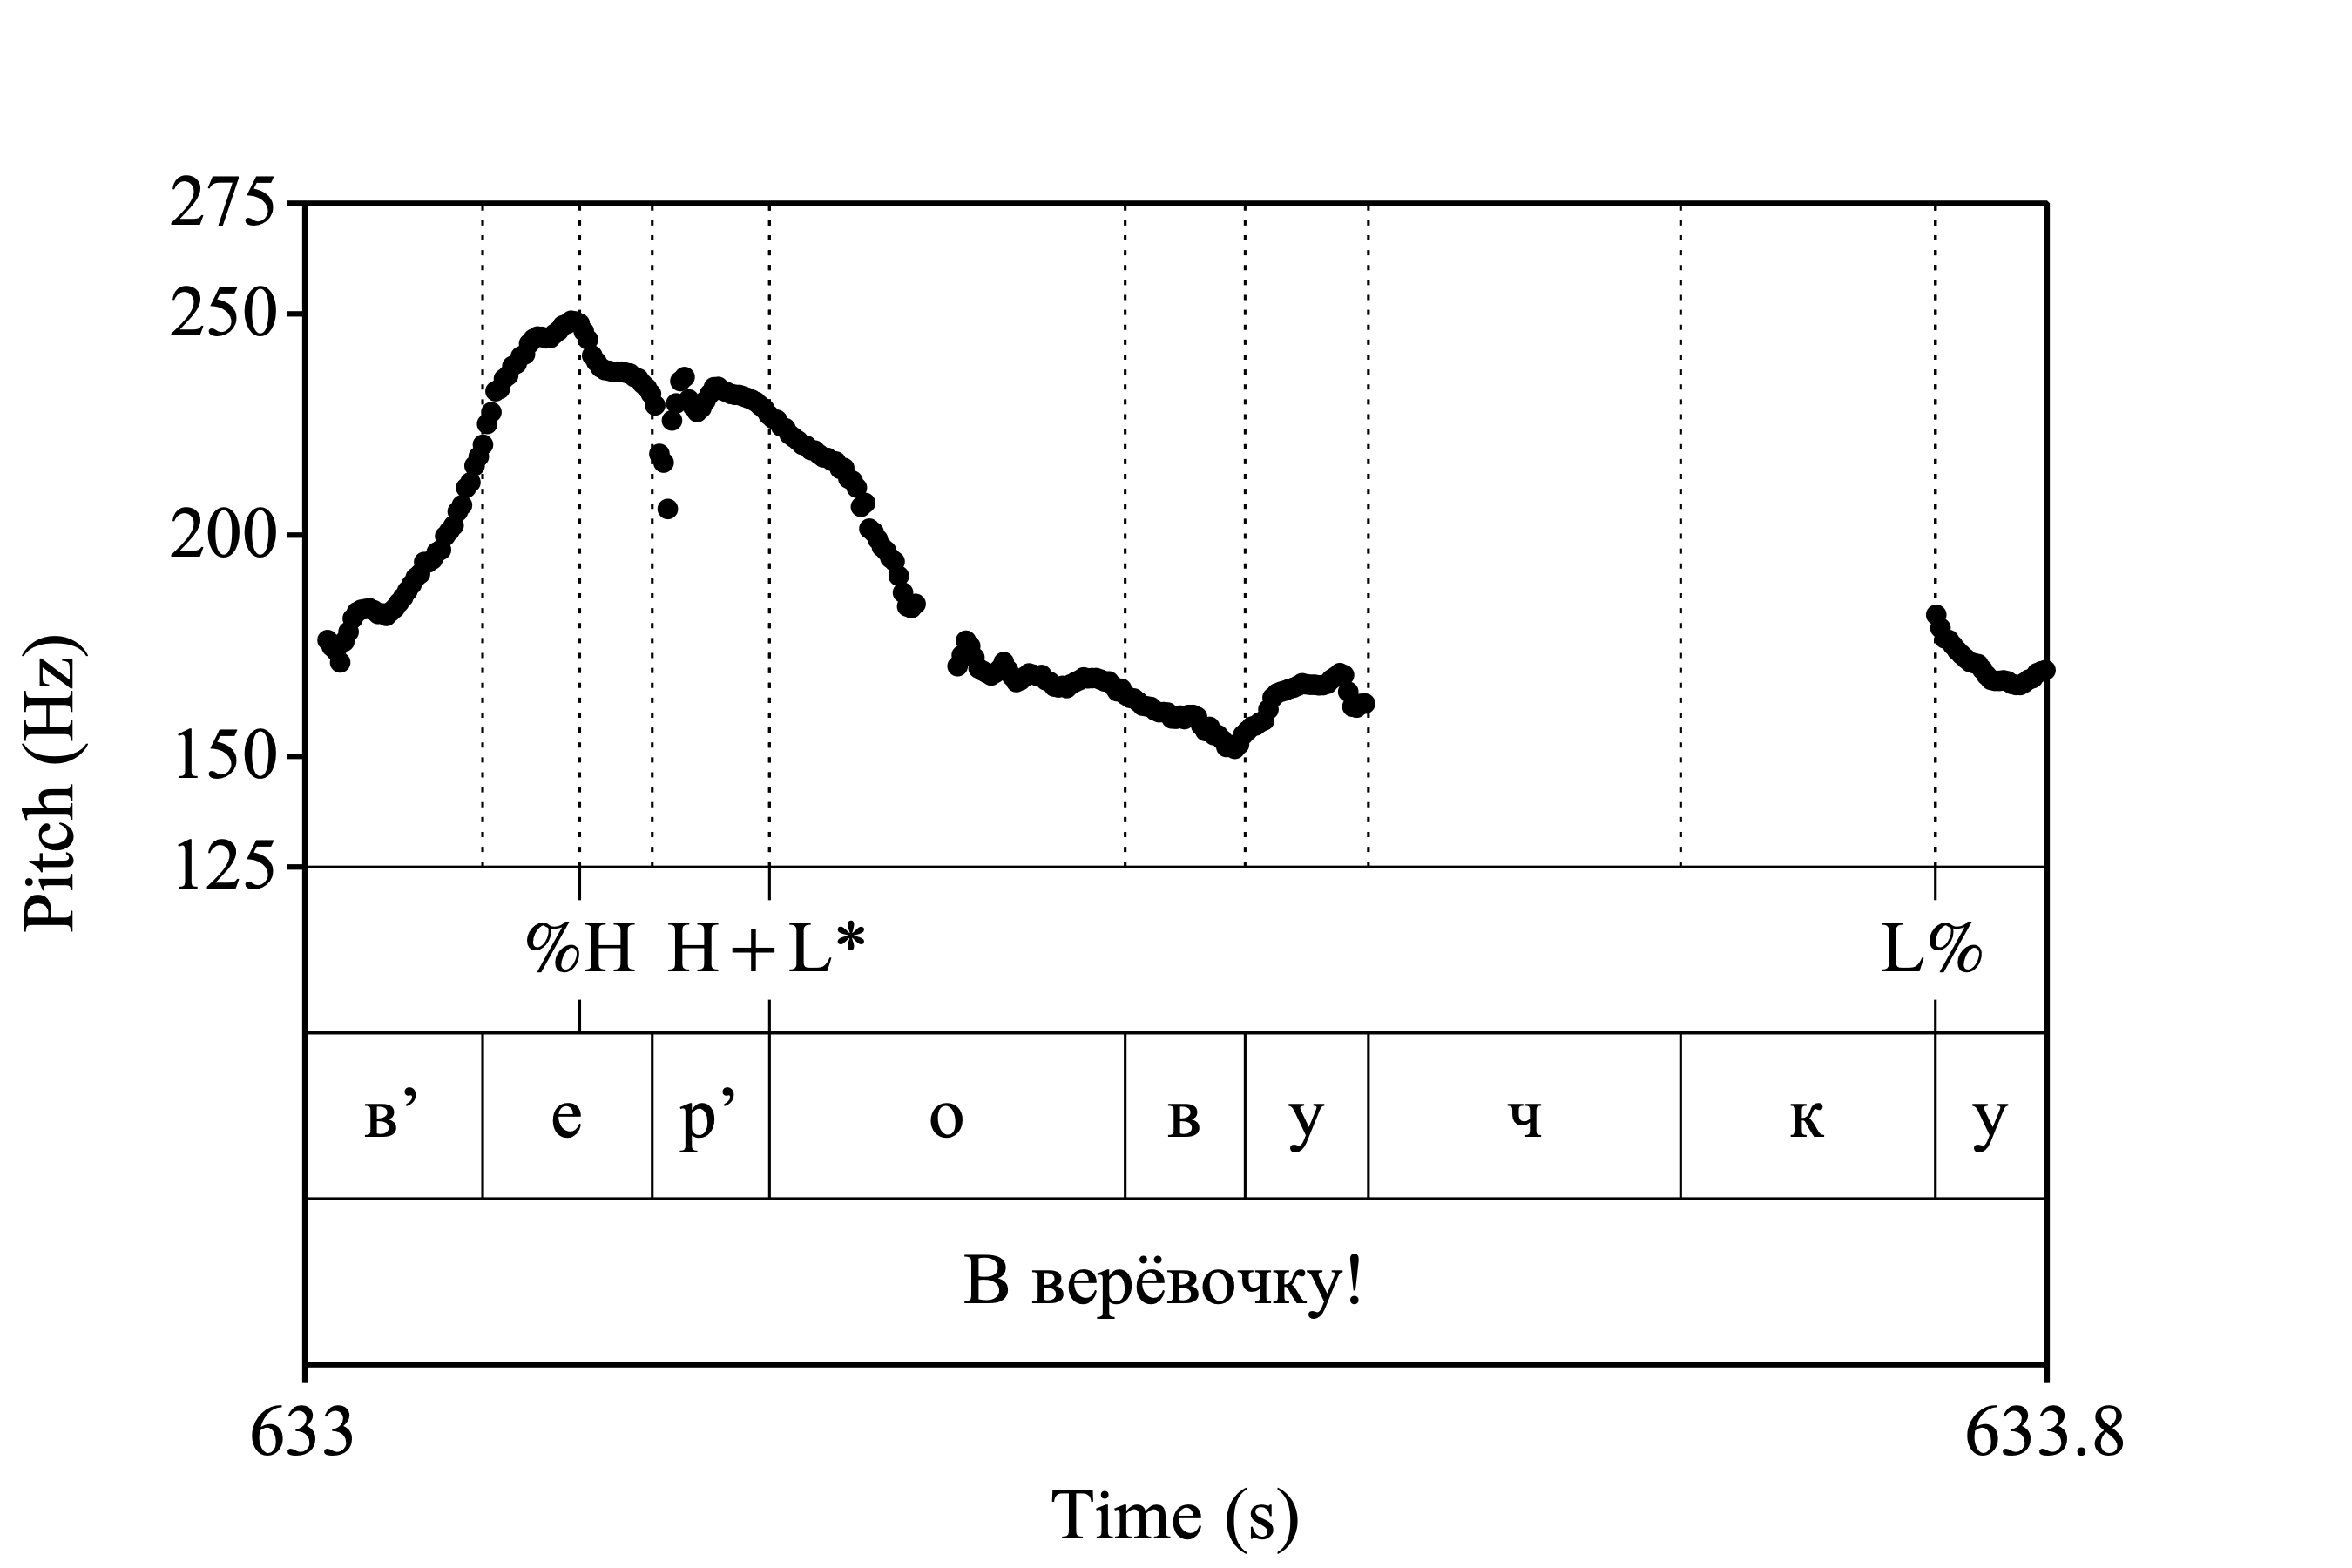 275
250
200
150
125
Pitch (Hz)
%H H+L* L%
в’ е р’ о в у ч к у
В верёвочку!
633 633.8
Time (s)